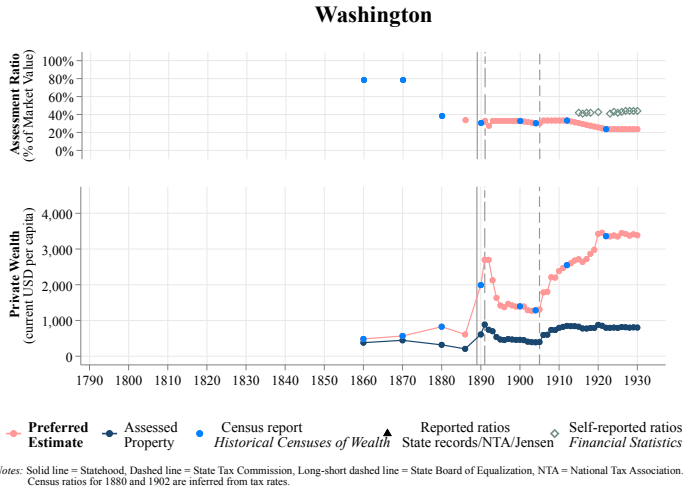 Washington
Assessment Ratio
(% of Market Value)
100%
80%
60%
40%
20%
0%
Private Wealth
(current USD per capita)
4,000
3,000
2,000
1,000
0
1790 1800 1810 1820 1830 1840 1850 1860 1870 1880 1890 1900 1910 1920 1930
Preferred
Estimate
Assessed
Property
Census report
Historical Censuses of Wealth
Reported ratios
State records/NTA/Jensen
Self-reported ratios
Financial Statistics
Notes: Solid line = Statehood, Dashed line = State Tax Commission, Long-short dashed line = State Board of Equalization, NTA = National Tax Association.
Census ratios for 1880 and 1902 are inferred from tax rates.